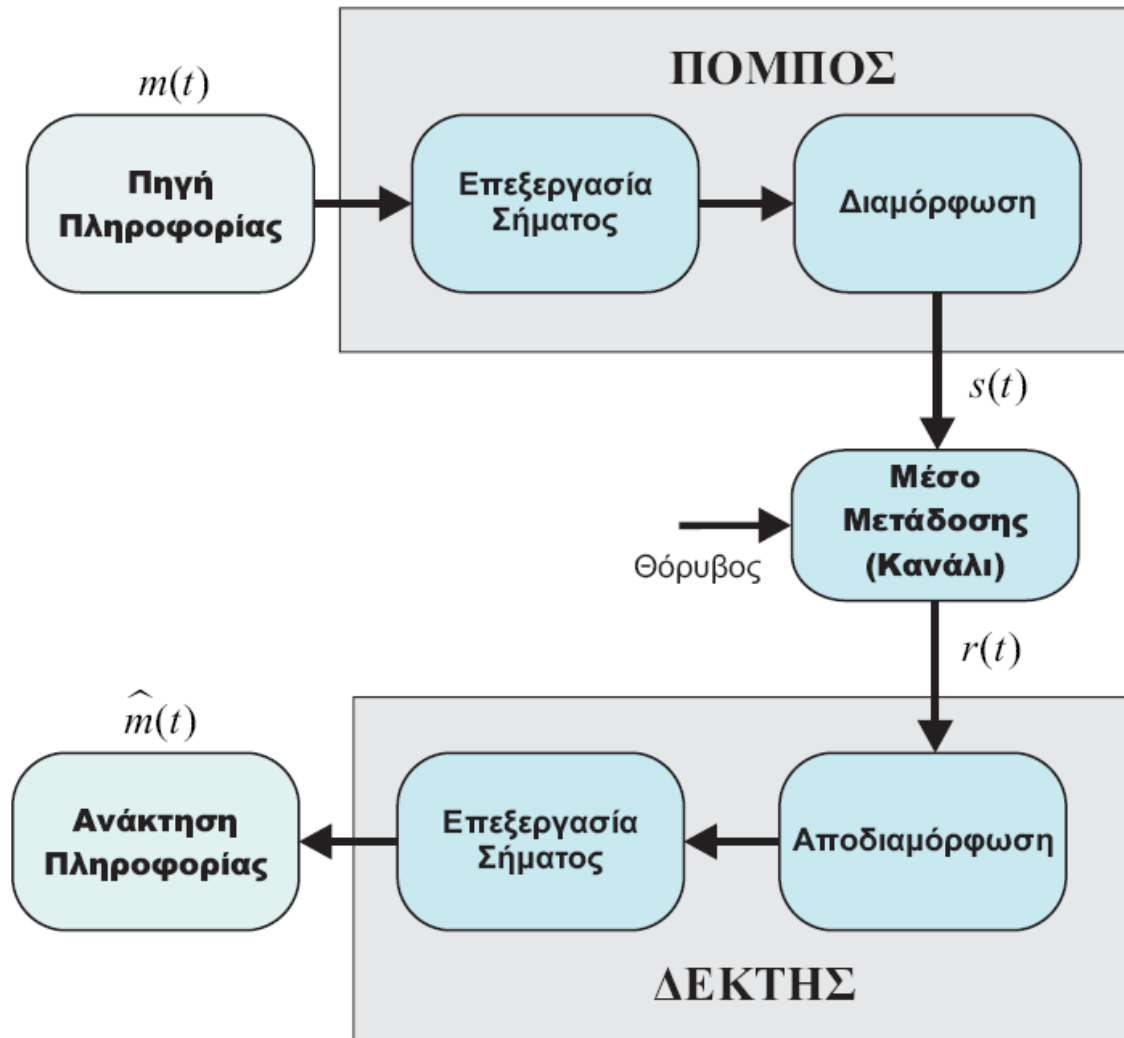 ΠΟΜΠΟΣ
m(t)
Πηγή
Πληροφορίας
Επεξεργασία
Σήματος
Διαμόρφωση
s(t)
Μέσο
Μετάδοσης
(Κανάλι)
Θόρυβος
r(t)
m̂(t)
Ανάκτηση
Πληροφορίας
Επεξεργασία
Σήματος
Αποδιαμόρφωση
ΔΕΚΤΗΣ